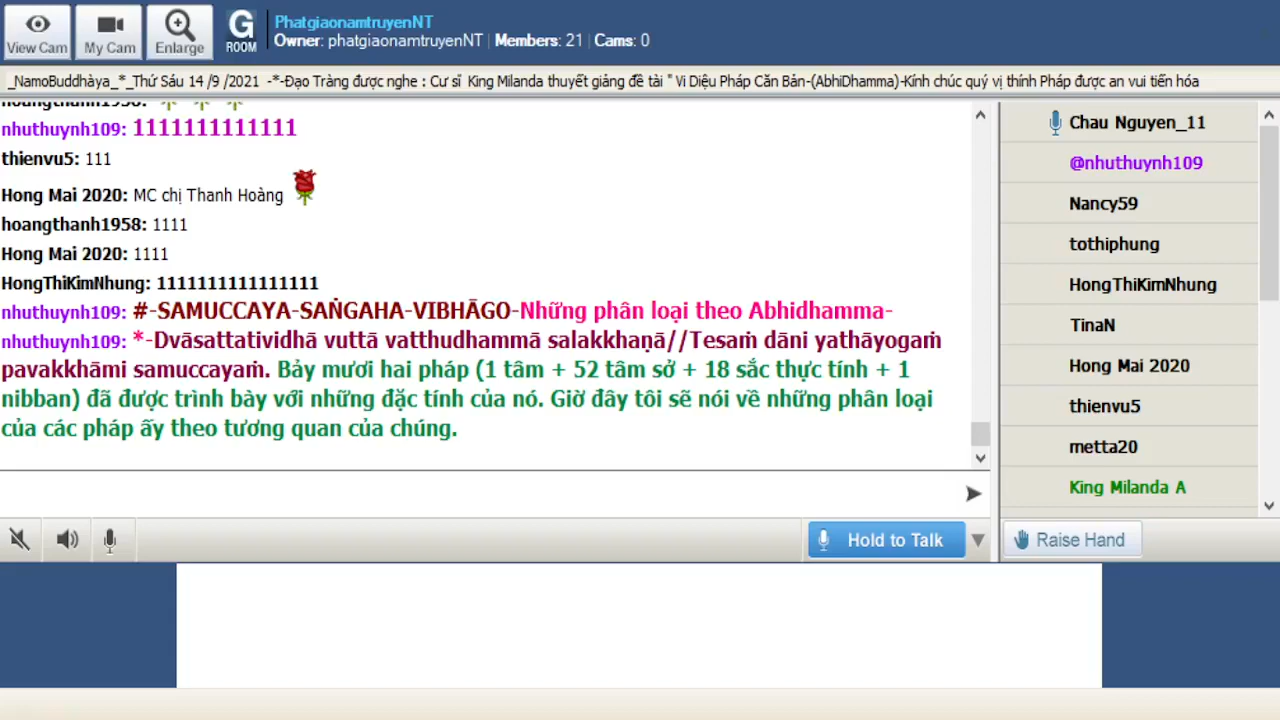 View Cam
My Cam
Enlarge
G
ROOM
PhatgiaonamtruyenNT
Owner: phatgiaonamtruyenNT | Members: 21 | Cams: 0
_NamoBuddhàya_*_Thứ Sáu 14 /9 /2021 -*-Đạo Tràng được nghe : Cư sĩ King Milanda thuyết giảng đề tài " Vi Diệu Pháp Căn Bản-(AbhiDhamma)-Kính chúc quý vị thính Pháp được an vui tiến hóa
hoangthanh1958:
nhuthuynh109: 1111111111111
thienvu5: 111
Hong Mai 2020: MC chị Thanh Hoàng
hoangthanh1958: 1111
Hong Mai 2020: 1111
HongThiKimNhung: 1111111111111111
nhuthuynh109: #-SAMUCCAYA-SAṄGAHA-VIBHĀGO-Những phân loại theo Abhidhamma-
nhuthuynh109: *-Dvāsattatividhā vuttā vatthudhammā salakkhaṇā//Tesaṁ dāni yathāyogaṁ
pavakkhāmi samuccayaṁ. Bảy mươi hai pháp (1 tâm + 52 tâm sở + 18 sắc thực tính + 1
nibban) đã được trình bày với những đặc tính của nó. Giờ đây tôi sẽ nói về những phân loại
của các pháp ấy theo tương quan của chúng.
Hold to Talk
Chau Nguyen_11
@nhuthuynh109
Nancy59
tothiphung
HongThiKimNhung
TinaN
Hong Mai 2020
thienvu5
metta20
King Milanda A
Raise Hand